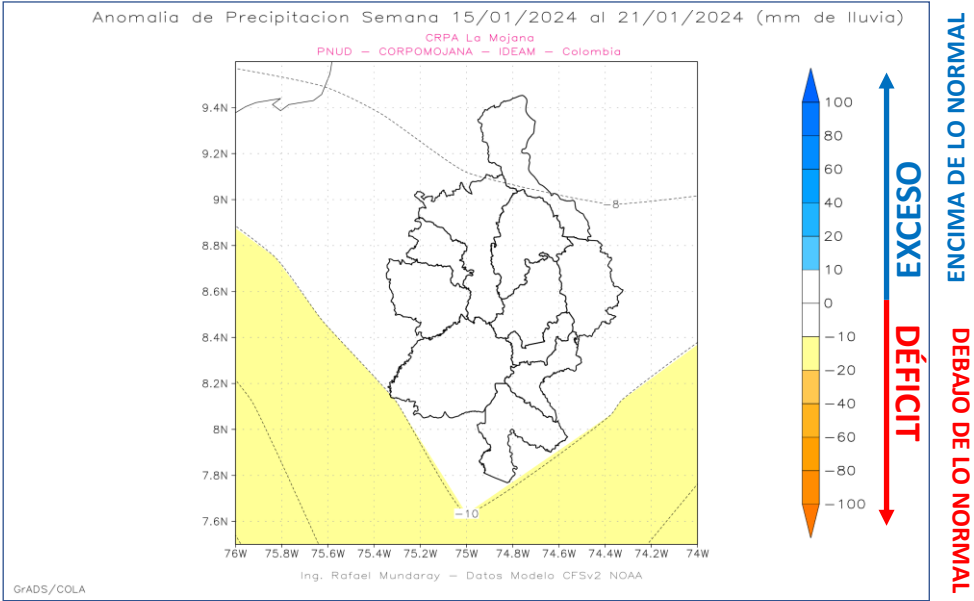 Anomalia de Precipitacion Semana 15/01/2024 al 21/01/2024 (mm de lluvia)
CRPA La Mojana
PNUD – CORPOMOJANA – IDEAM – Colombia
9.4N
9.2N
9N
8.8N
8.6N
8.4N
8.2N
8N
7.8N
7.6N
–8
–10
76W 75.8W 75.6W 75.4W 75.2W 75W 74.8W 74.6W 74.4W 74.2W 74W
Ing. Rafael Mundaray – Datos Modelo CFSv2 NOAA
GrADS/COLA
100
80
60
40
20
10
0
–10
–20
–40
–60
–80
–100
EXCESO
DÉFICIT
ENCIMA DE LO NORMAL
DEBAJO DE LO NORMAL